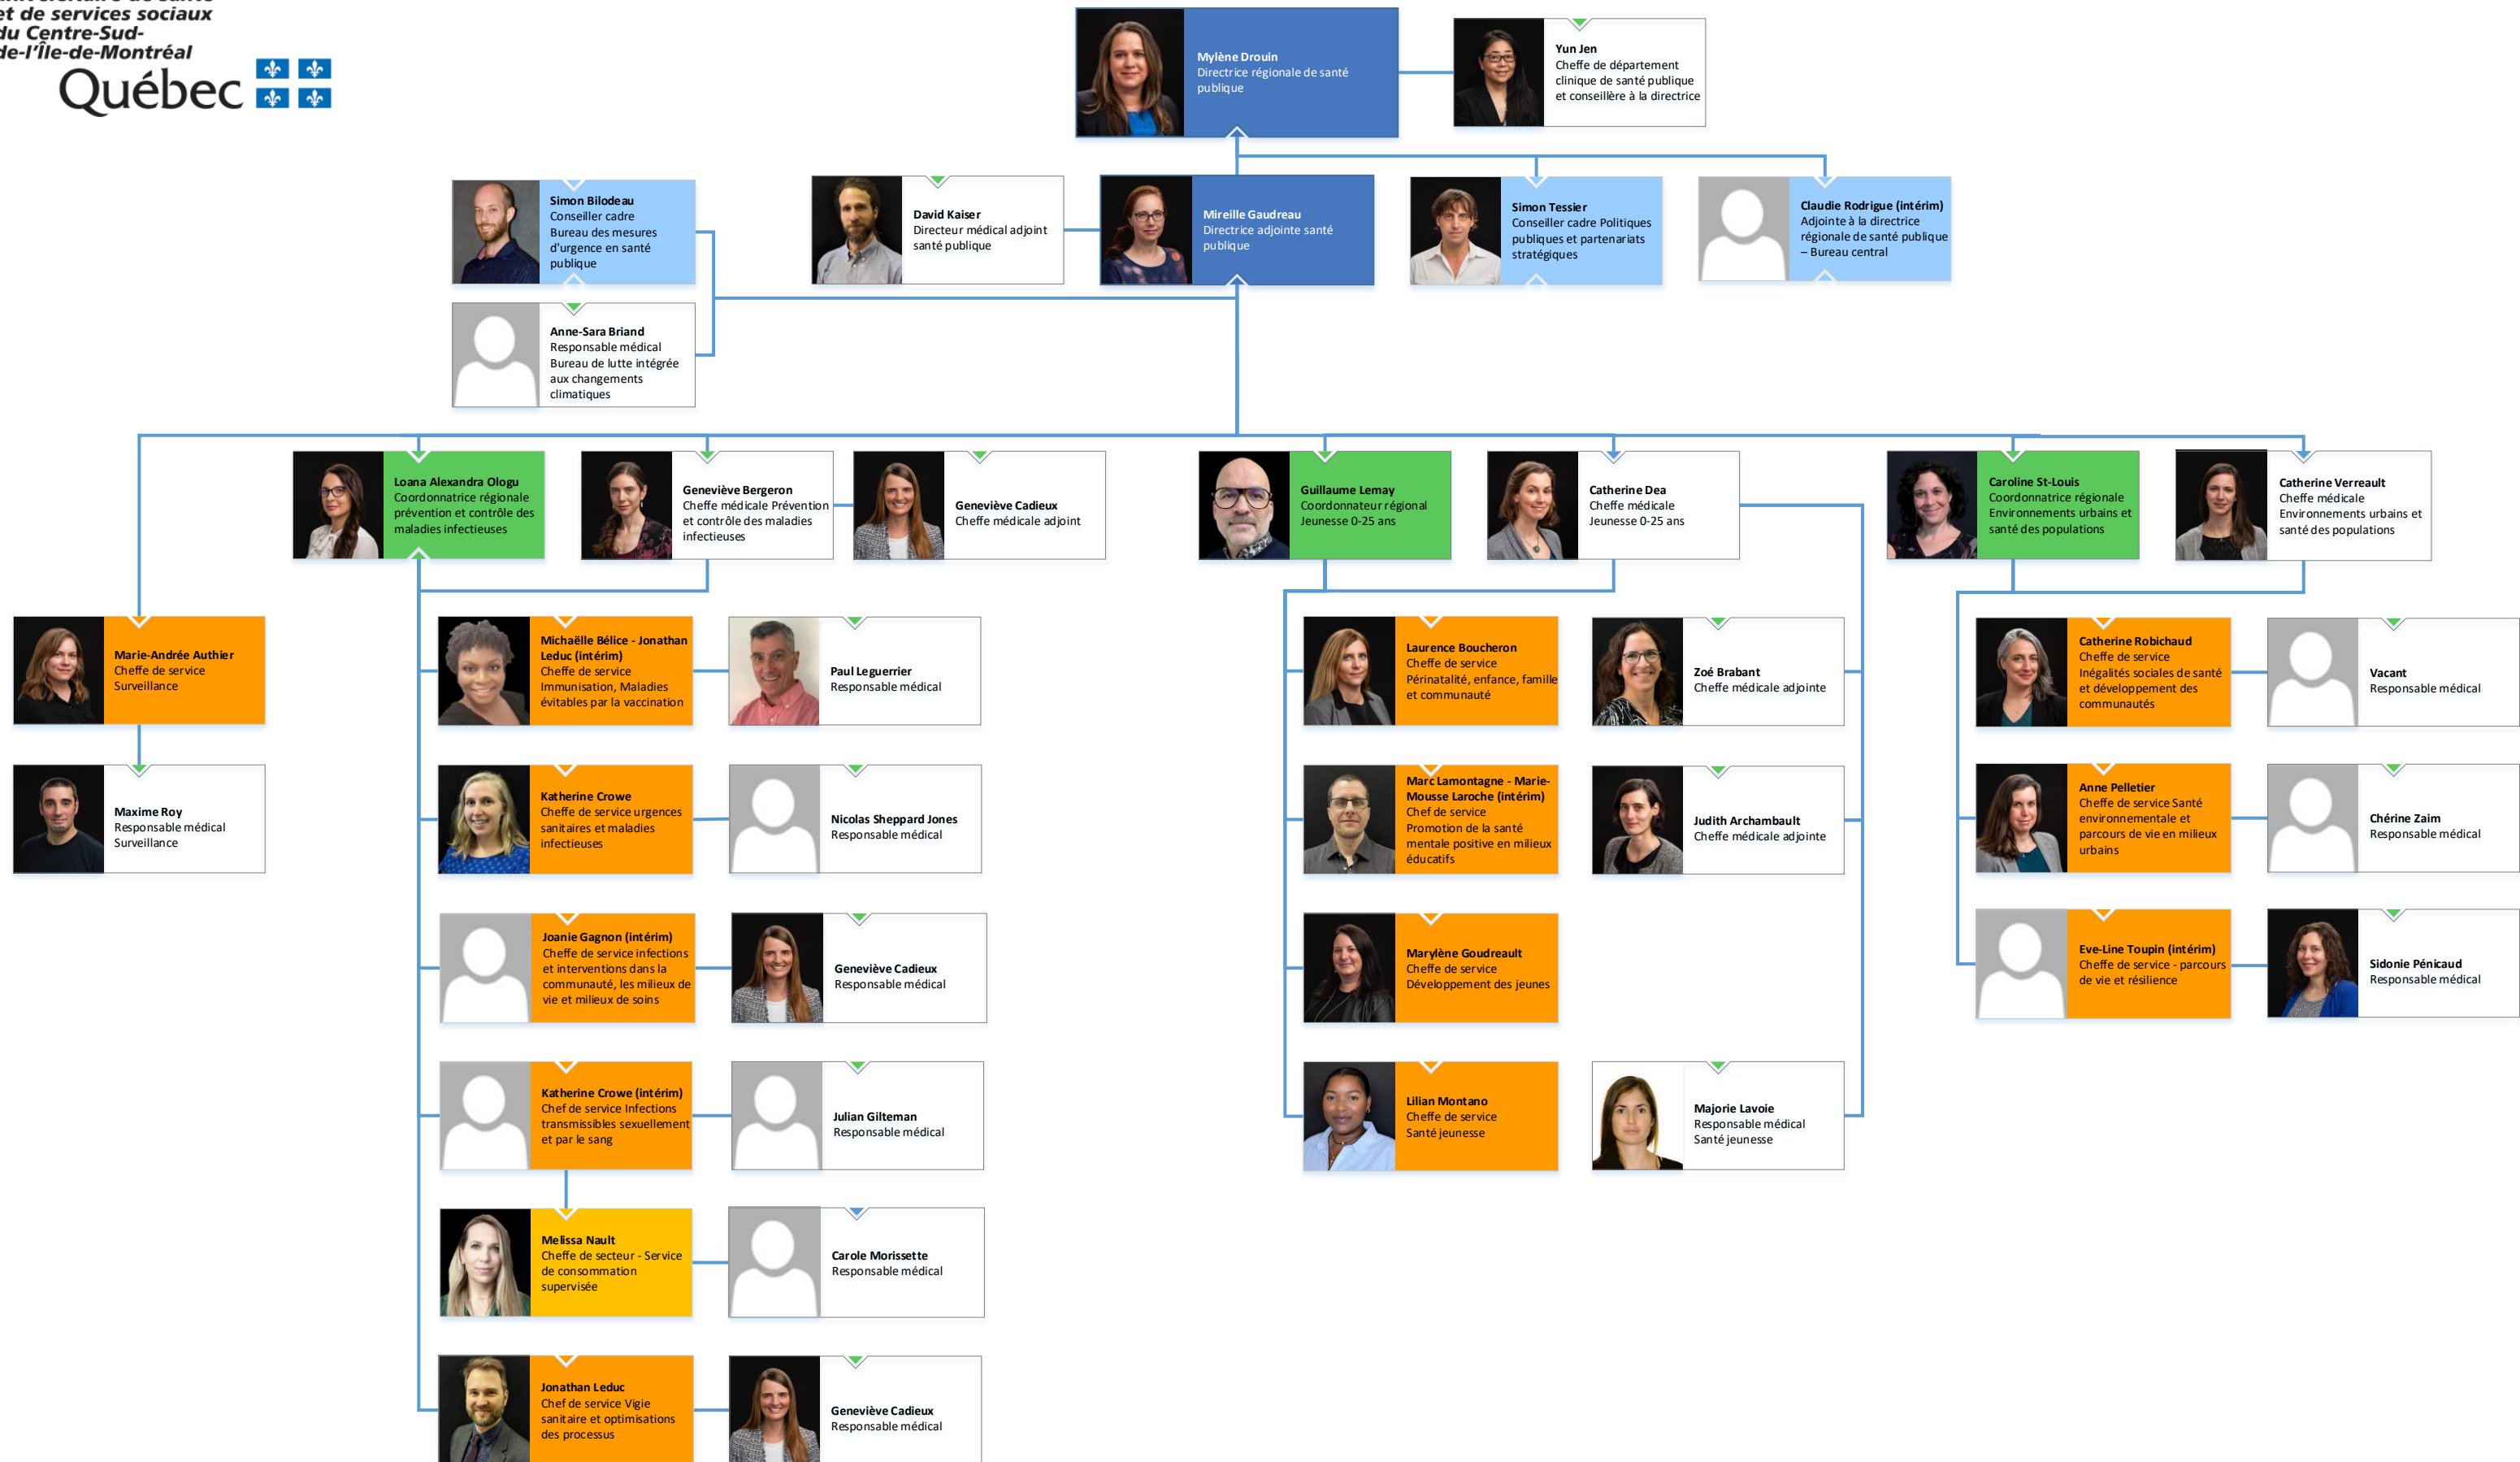 et de services sociaux
du Centre-Sud-
de-l'Île-de-Montréal
Québec
Mylène Drouin
Directrice régionale de santé
publique
Yun Jen
Cheffe de département
clinique de santé publique
et conseillère à la directrice
Simon Bilodeau
Conseiller cadre
Bureau des mesures
d'urgence en santé
publique
David Kaiser
Directeur médical adjoint
santé publique
Mireille Gaudreau
Directrice adjointe santé
publique
Simon Tessier
Conseiller cadre Politiques
publiques et partenariats
stratégiques
Claudie Rodrigue (intérim)
Adjointe à la directrice
régionale de santé publique
– Bureau central
Anne-Sara Briand
Responsable médical
Bureau de lutte intégrée
aux changements
climatiques
Loana Alexandra Ologu
Coordonnatrice régionale
prévention et contrôle des
maladies infectieuses
Geneviève Bergeron
Cheffe médicale Prévention
et contrôle des maladies
infectieuses
Geneviève Cadieux
Cheffe médicale adjoint
Guillaume Lemay
Coordonnateur régional
Jeunesse 0-25 ans
Catherine Dea
Cheffe médicale
Jeunesse 0-25 ans
Caroline St-Louis
Coordonnatrice régionale
Environnements urbains et
santé des populations
Catherine Verreault
Cheffe médicale
Environnements urbains et
santé des populations
Marie-Andrée Authier
Cheffe de service
Surveillance
Michaëlle Bélice - Jonathan
Leduc (intérim)
Cheffe de service
Immunisation, Maladies
évitables par la vaccination
Paul Leguerrier
Responsable médical
Laurence Boucheron
Cheffe de service
Périnatalité, enfance, famille
et communauté
Zoé Brabant
Cheffe médicale adjointe
Catherine Robichaud
Cheffe de service
Inégalités sociales de santé
et développement des
communautés
Vacant
Responsable médical
Maxime Roy
Responsable médical
Surveillance
Katherine Crowe
Cheffe de service urgences
sanitaires et maladies
infectieuses
Nicolas Sheppard Jones
Responsable médical
Marc Lamontagne - Marie-
Mousse Laroche (intérim)
Chef de service
Promotion de la santé
mentale positive en milieux
éducatifs
Judith Archambault
Cheffe médicale adjointe
Anne Pelletier
Cheffe de service Santé
environnementale et
parcours de vie en milieux
urbains
Chérine Zaim
Responsable médical
Joanie Gagnon (intérim)
Cheffe de service infections
et interventions dans la
communauté, les milieux de
vie et milieux de soins
Geneviève Cadieux
Responsable médical
Marylène Goudreault
Cheffe de service
Développement des jeunes
Eve-Line Toupin (intérim)
Cheffe de service - parcours
de vie et résilience
Sidonie Pénicaud
Responsable médical
Katherine Crowe (intérim)
Chef de service Infections
transmissibles sexuellement
et par le sang
Julian Gilteman
Responsable médical
Lilian Montano
Cheffe de service
Santé jeunesse
Majorie Lavoie
Responsable médical
Santé jeunesse
Melissa Nault
Cheffe de secteur - Service
de consommation
supervisée
Carole Morissette
Responsable médical
Jonathan Leduc
Chef de service Vigie
sanitaire et optimisations
des processus
Geneviève Cadieux
Responsable médical